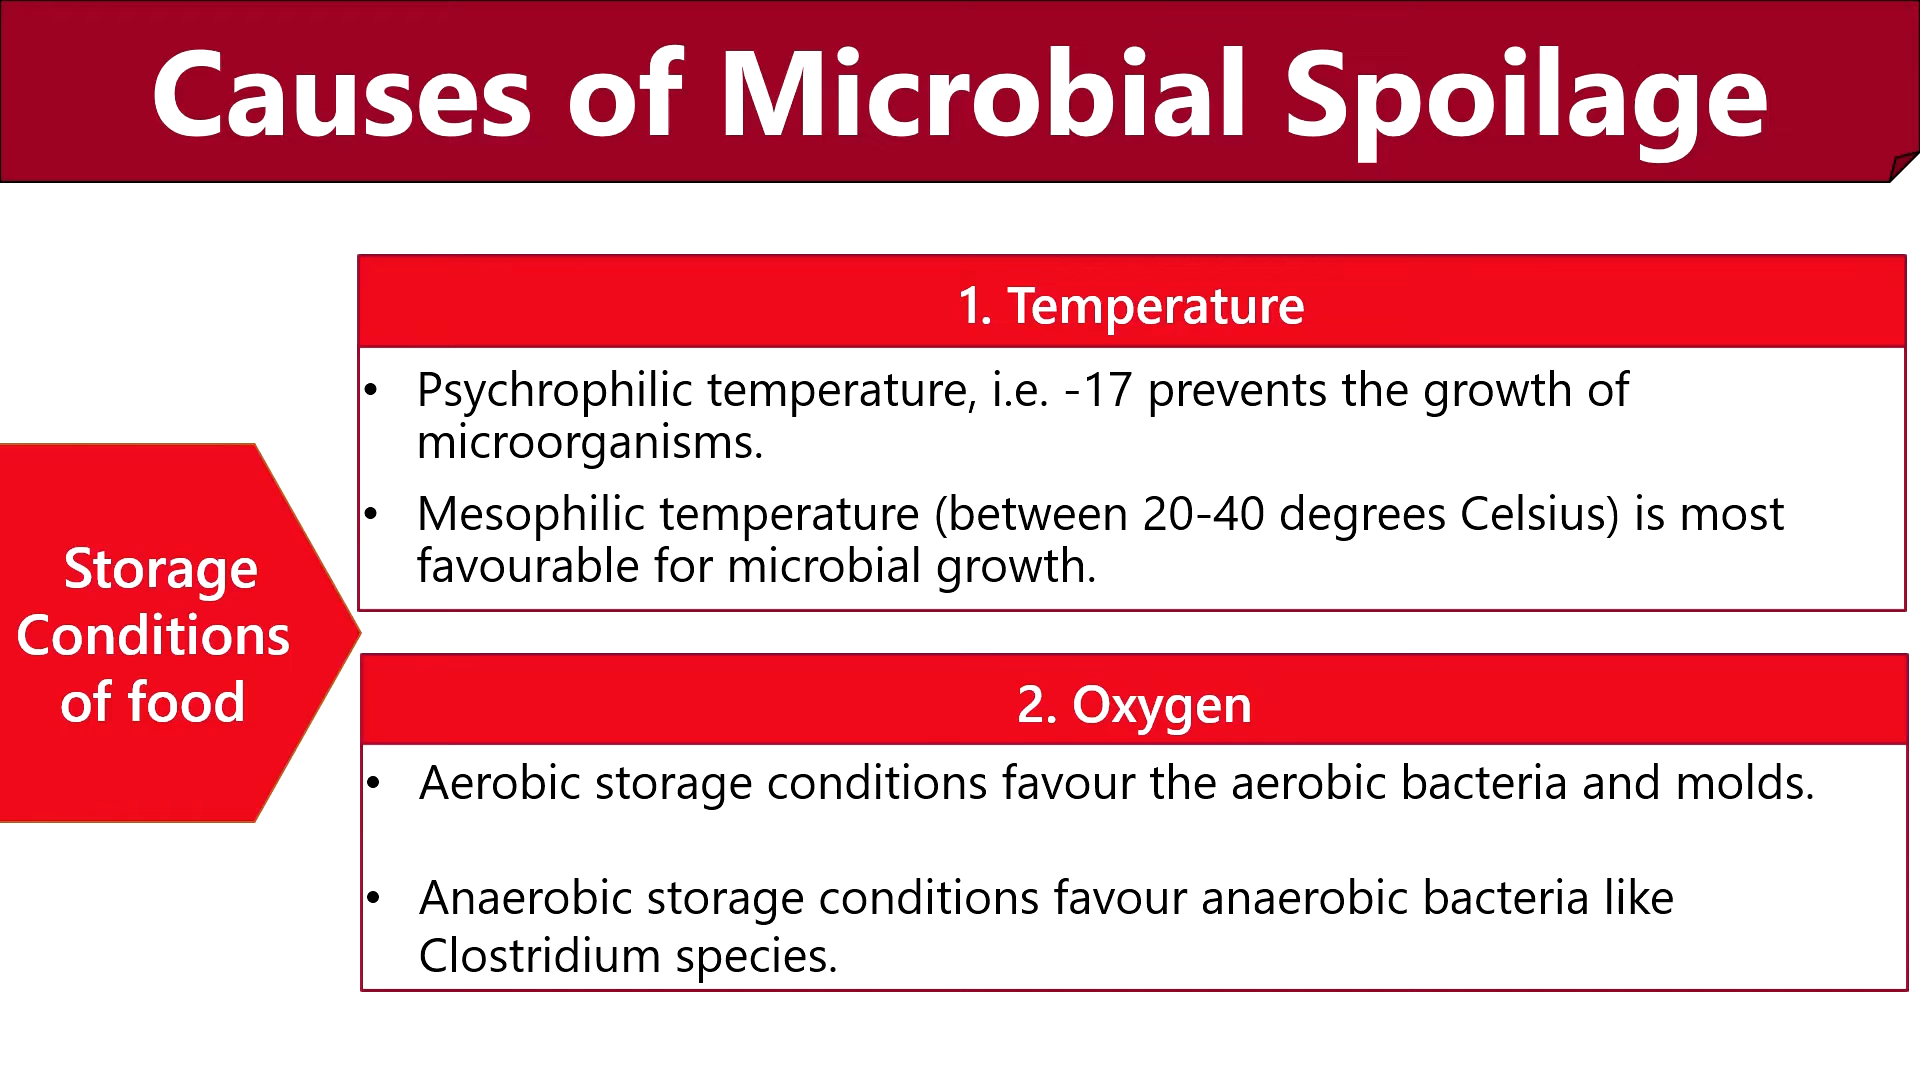 Causes of Microbial Spoilage
Storage
Conditions
of food
1. Temperature
• Psychrophilic temperature, i.e. -17 prevents the growth of
microorganisms.
• Mesophilic temperature (between 20-40 degrees Celsius) is most
favourable for microbial growth.
2. Oxygen
• Aerobic storage conditions favour the aerobic bacteria and molds.
• Anaerobic storage conditions favour anaerobic bacteria like
Clostridium species.